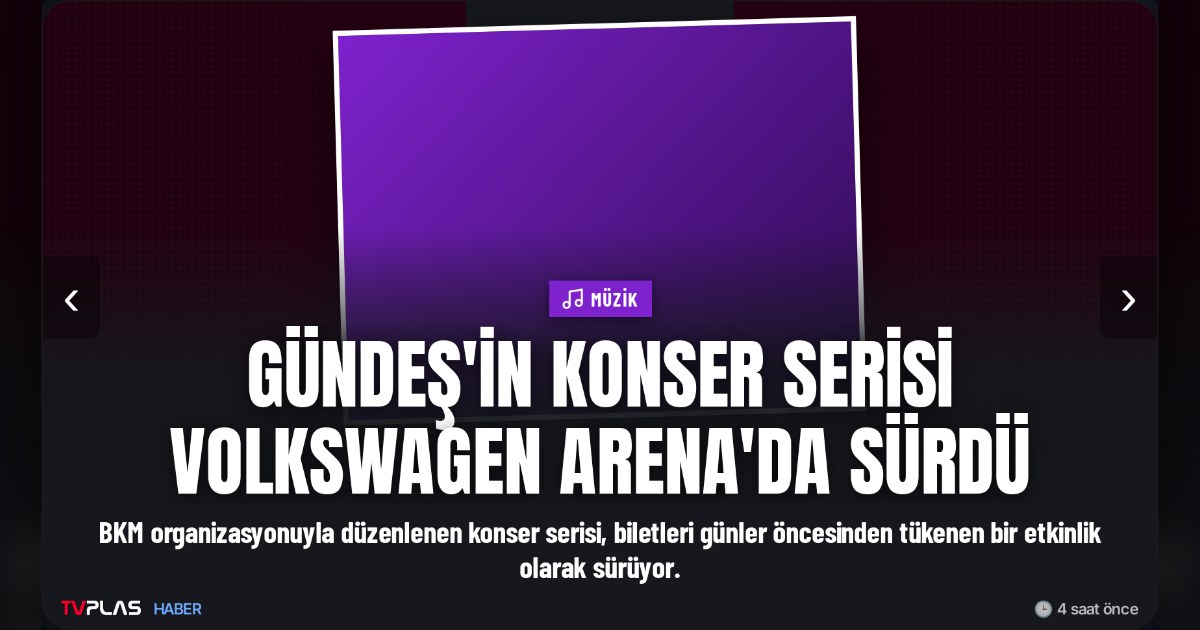 MÜZİK
GÜNDEŞ'İN KONSER SERİSİ
VOLKSWAGEN ARENA'DA SÜRDÜ
BKM organizasyonuyla düzenlenen konser serisi, biletleri günler öncesinden tükenen bir etkinlik
olarak sürüyor.
TVPLAS HABER
4 saat önce